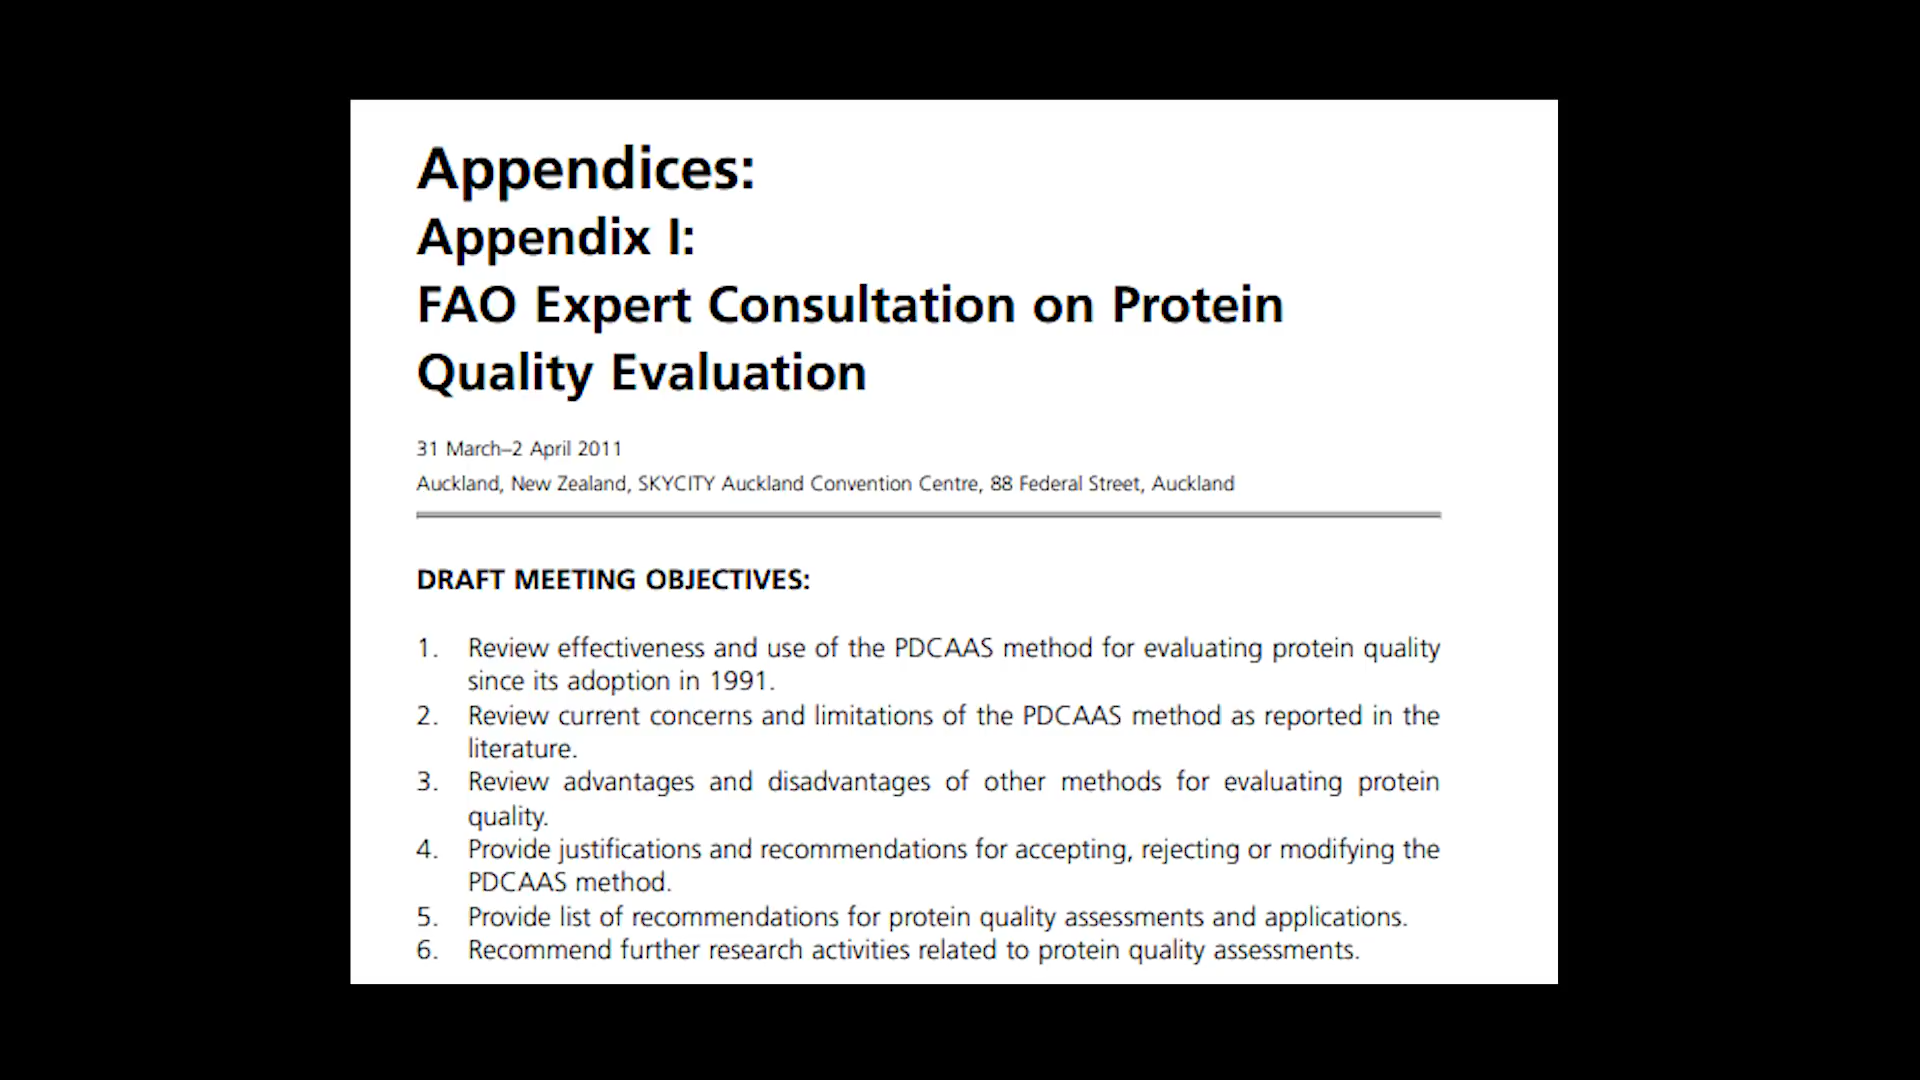 Appendices:
Appendix I:
FAO Expert Consultation on Protein
Quality Evaluation
31 March–2 April 2011
Auckland, New Zealand, SKYCITY Auckland Convention Centre, 88 Federal Street, Auckland
DRAFT MEETING OBJECTIVES:
1. Review effectiveness and use of the PDCAAS method for evaluating protein quality
since its adoption in 1991.
2. Review current concerns and limitations of the PDCAAS method as reported in the
literature.
3. Review advantages and disadvantages of other methods for evaluating protein
quality.
4. Provide justifications and recommendations for accepting, rejecting or modifying the
PDCAAS method.
5. Provide list of recommendations for protein quality assessments and applications.
6. Recommend further research activities related to protein quality assessments.